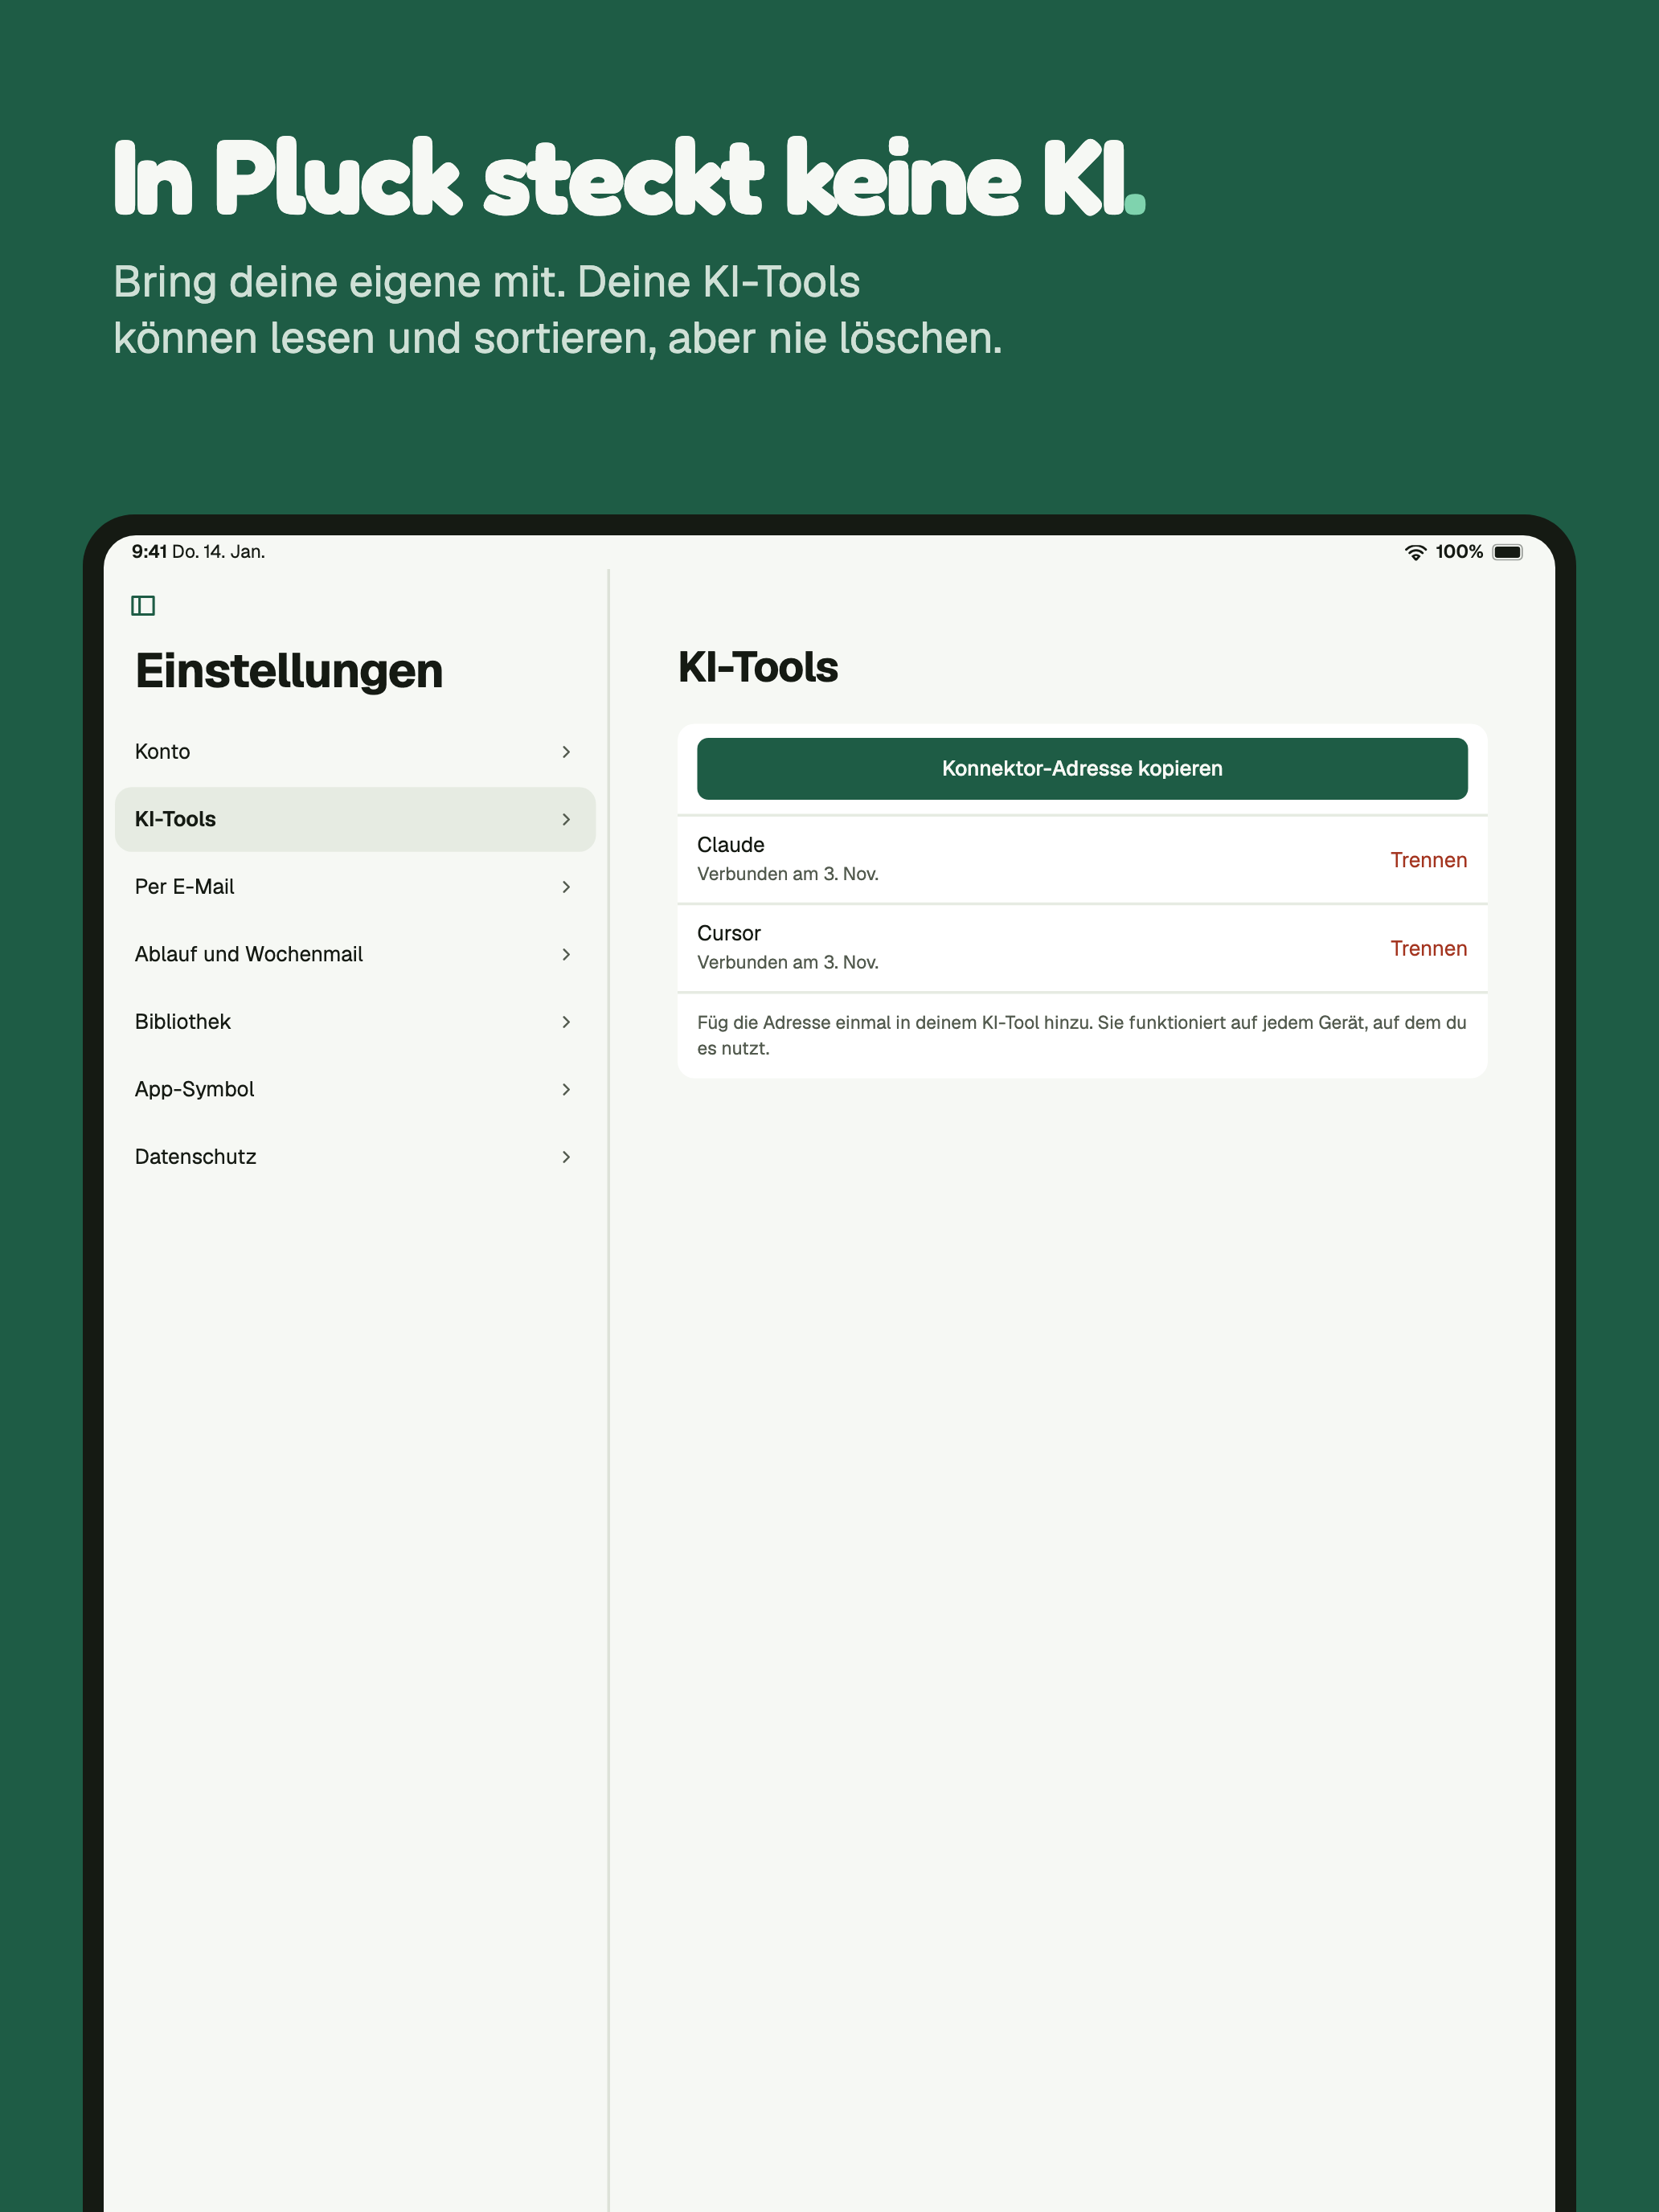 In Pluck steckt keine KI.
Bring deine eigene mit. Deine KI-Tools
können lesen und sortieren, aber nie löschen.
9:41 Do. 14. Jan.
100%
Einstellungen
Konto
KI-Tools
Per E-Mail
Ablauf und Wochenmail
Bibliothek
App-Symbol
Datenschutz
KI-Tools
Konnektor-Adresse kopieren
Claude
Verbunden am 3. Nov.
Trennen
Cursor
Verbunden am 3. Nov.
Trennen
Füg die Adresse einmal in deinem KI-Tool hinzu. Sie funktioniert auf jedem Gerät, auf dem du
es nutzt.